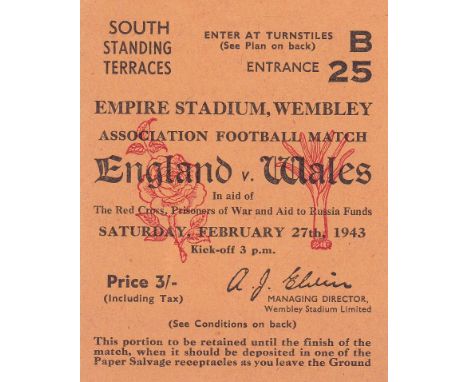 SOUTH
STANDING
TERRACES
ENTER AT TURNSTILES
(See Plan on back)
ENTRANCE
B
25
EMPIRE STADIUM, WEMBLEY
ASSOCIATION FOOTBALL MATCH
England v. Wales
In aid of
The Red Cross, Prisoners of War and Aid to Russia Funds
SATURDAY, FEBRUARY 27th, 1943
Kick-off 3 p.m.
Price 3/-
(Including Tax)
A. J. Elvin
MANAGING DIRECTOR,
Wembley Stadium Limited
(See Conditions on back)
This portion to be retained until the finish of the
match, when it should be deposited in one of the
Paper Salvage receptacles as you leave the Ground